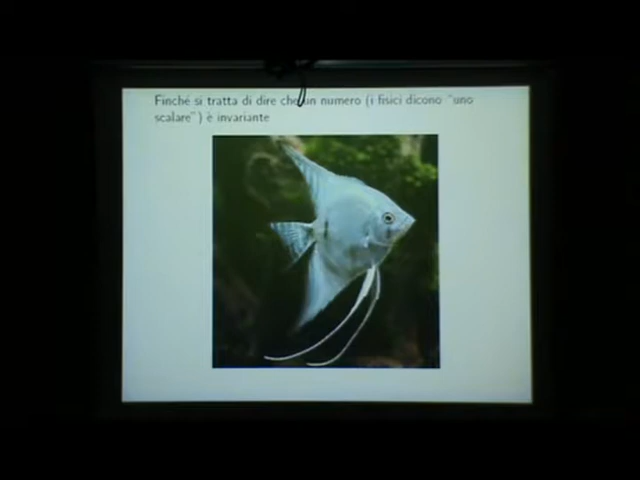 Finché si tratta di dire che un numero (i fisici dicono "uno
scalare") è invariante